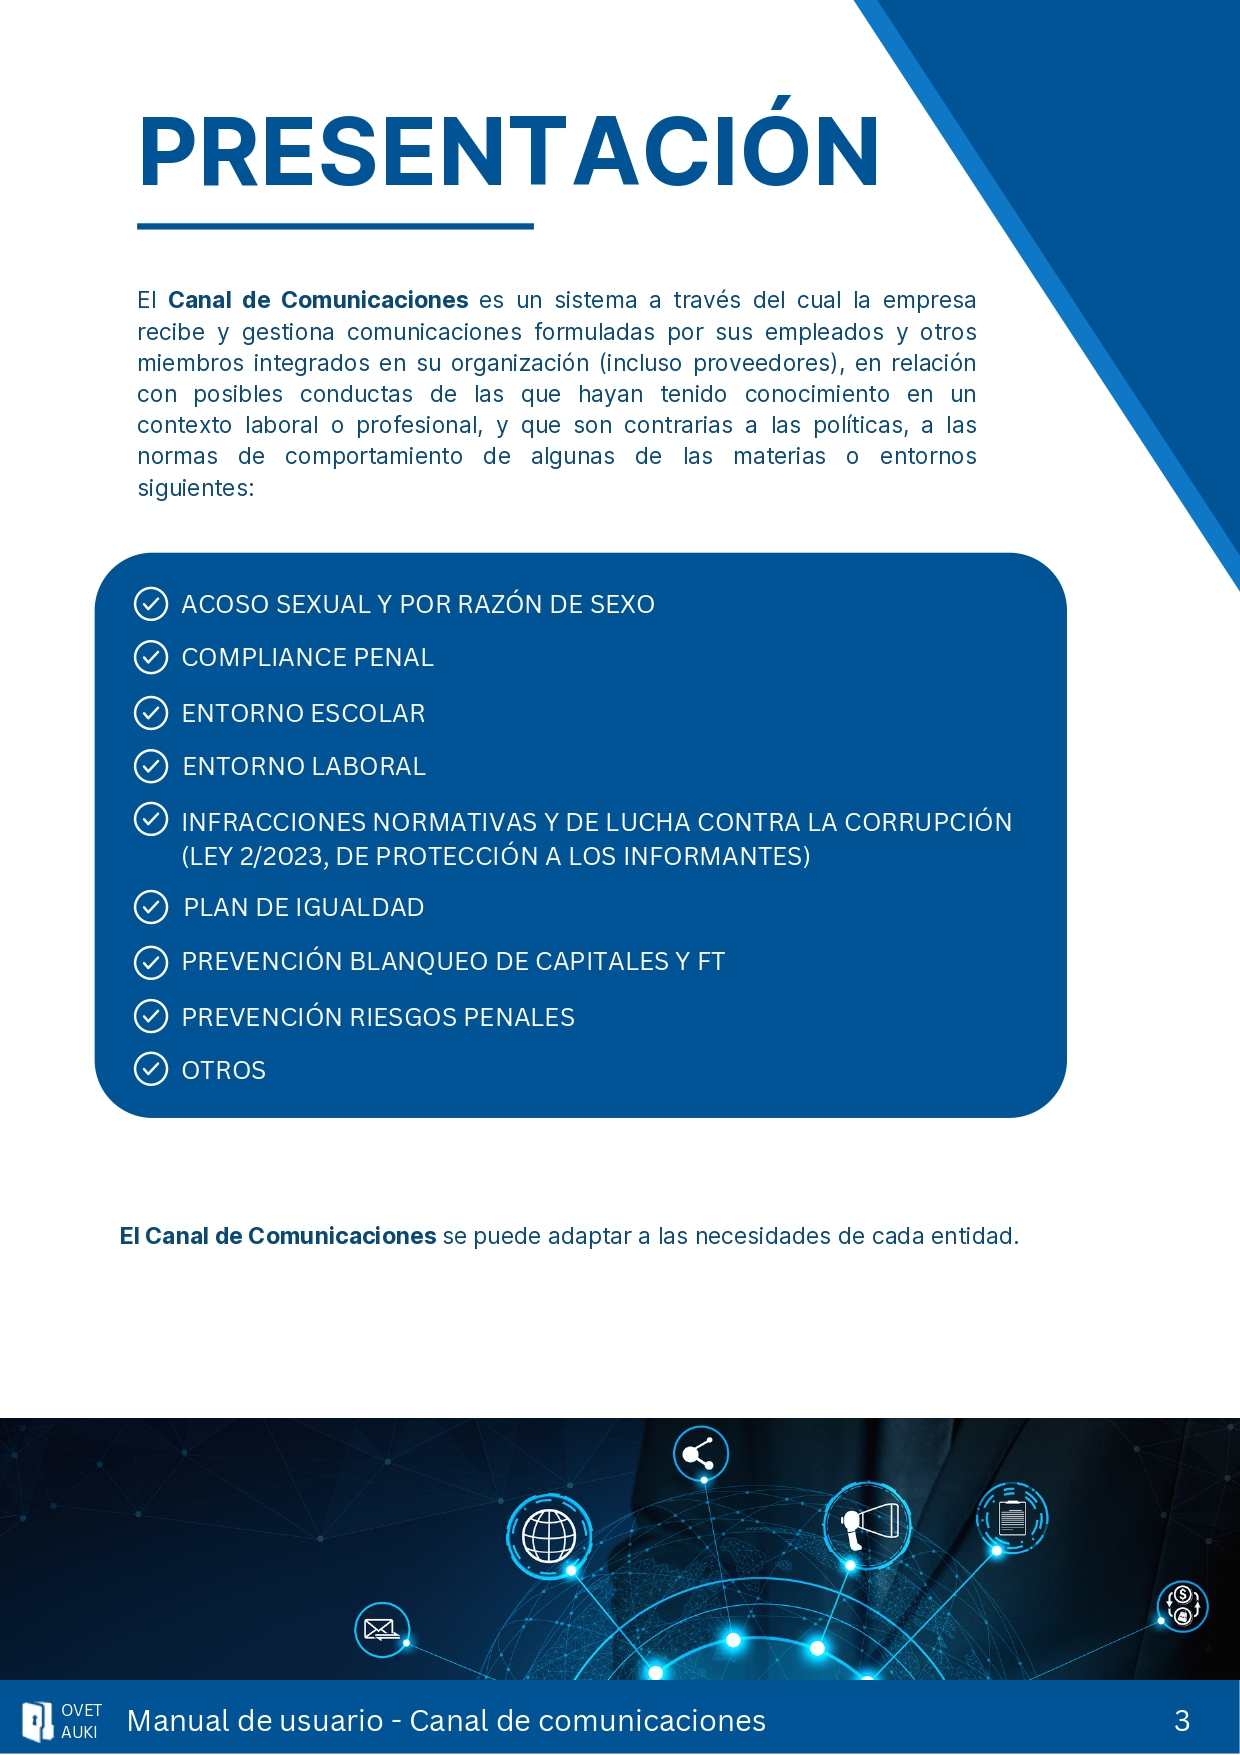 PRESENTACIÓN
El Canal de Comunicaciones es un sistema a través del cual la empresa
recibe y gestiona comunicaciones formuladas por sus empleados y otros
miembros integrados en su organización (incluso proveedores), en relación
con posibles conductas de las que hayan tenido conocimiento en un
contexto laboral o profesional, y que son contrarias a las políticas, a las
normas de comportamiento de algunas de las materias o entornos
siguientes:
ACOSO SEXUAL Y POR RAZÓN DE SEXO
COMPLIANCE PENAL
ENTORNO ESCOLAR
ENTORNO LABORAL
INFRACCIONES NORMATIVAS Y DE LUCHA CONTRA LA CORRUPCIÓN
(LEY 2/2023, DE PROTECCIÓN A LOS INFORMANTES)
PLAN DE IGUALDAD
PREVENCIÓN BLANQUEO DE CAPITALES Y FT
PREVENCIÓN RIESGOS PENALES
OTROS
El Canal de Comunicaciones se puede adaptar a las necesidades de cada entidad.
OVET
AUKI
Manual de usuario - Canal de comunicaciones
3